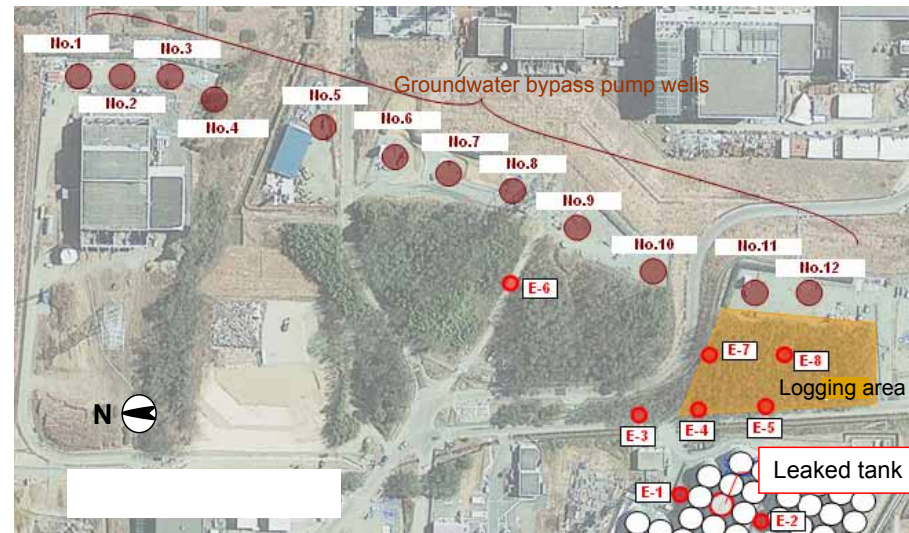 No.1
No.3
No.2
No.4
No.5
Groundwater bypass pump wells
No.6
No.7
No.8
No.9
No.10
No.11
No.12
E-6
E-7
E-8
Logging area
N
E-3
E-4
E-5
Leaked tank
E-1
E-2